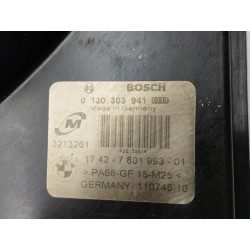 BOSCH
0 130 303 941
Made in Germany
3213261
17 42-7 801 993-01
>PA66-GF 15-M25<
GERMANY 110740 10